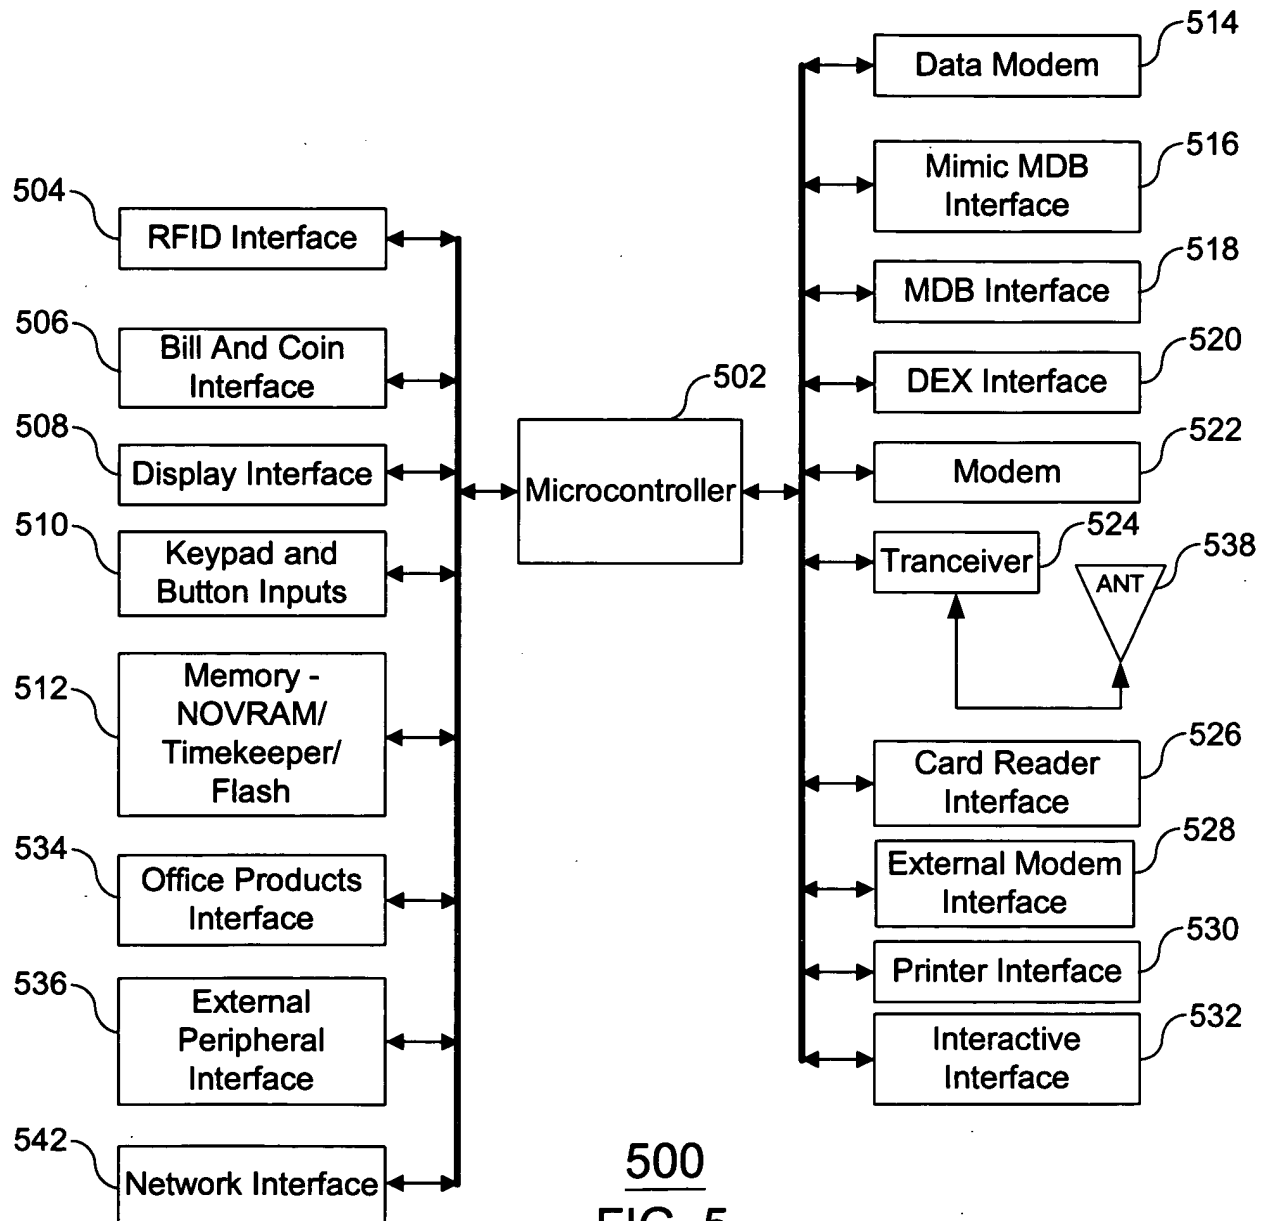 514
Data Modem
516
Mimic MDB
Interface
504
RFID Interface
518
MDB Interface
506
Bill And Coin
Interface
520
DEX Interface
502
Microcontroller
508
Display Interface
522
Modem
510
Keypad and
Button Inputs
524
Tranceiver
538
ANT
512
Memory -
NOVRAM/
Timekeeper/
Flash
526
Card Reader
Interface
534
Office Products
Interface
528
External Modem
Interface
530
Printer Interface
536
External
Peripheral
Interface
532
Interactive
Interface
542
Network Interface
500
FIG. 5